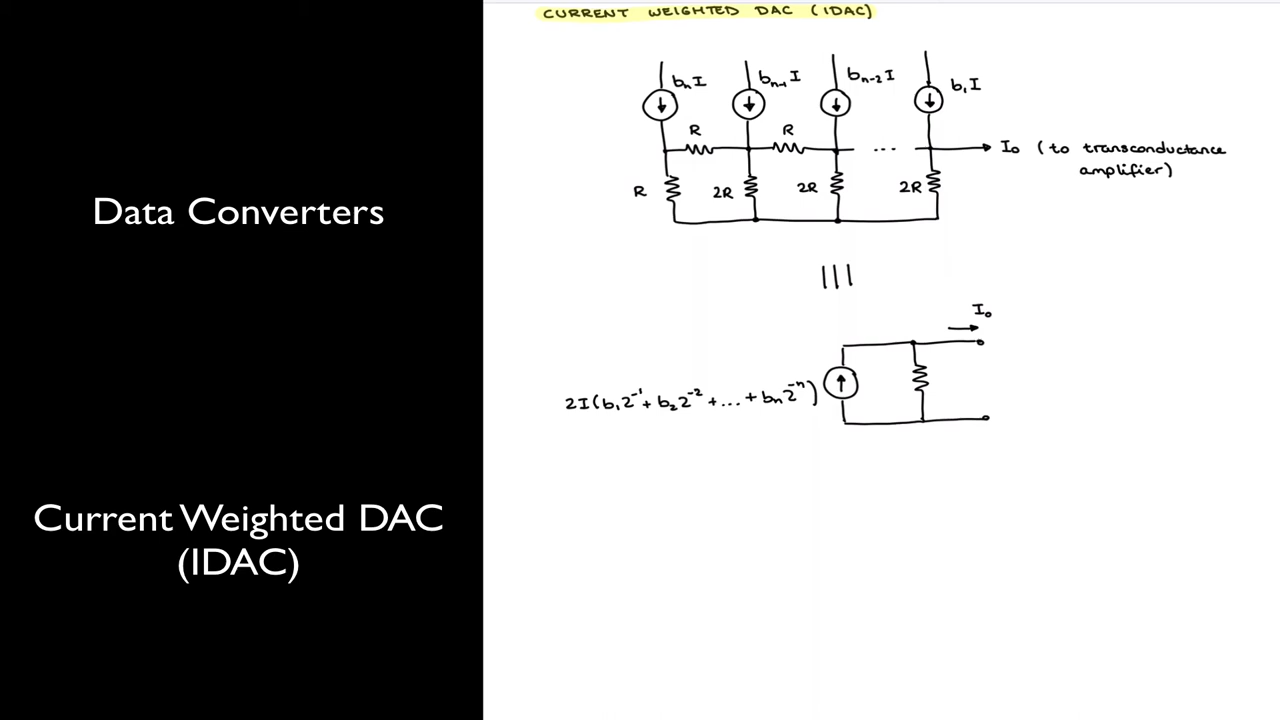 Data Converters
Current Weighted DAC
(IDAC)
CURRENT WEIGHTED DAC (IDAC)
bₙI bₙ₋₁I bₙ₋₂I b₁I
R R
R 2R 2R 2R
... I₀ (to transconductance
amplifier)
I₀
2I(b₁2⁻¹+b₂2⁻²+...+bₙ2⁻ⁿ)